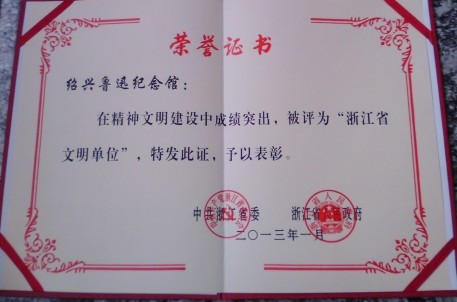 荣誉证书
绍兴鲁迅纪念馆：
在精神文明建设中成绩突出，被评为“浙江省
文明单位”，特发此证，予以表彰。
中共浙江省委 浙江省人民政府
二〇一三年一月